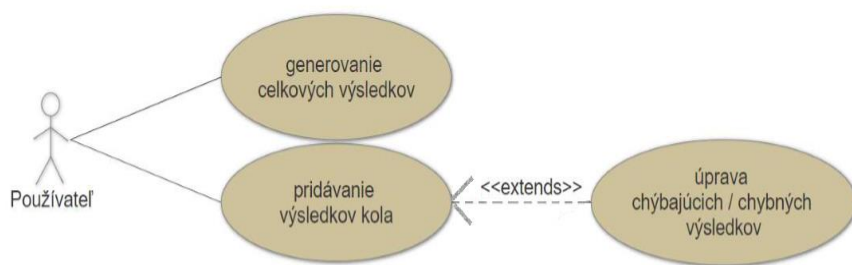 generovanie
celkových výsledkov
Používateľ
pridávanie
výsledkov kola
<<extends>>
úprava
chýbajúcich / chybných
výsledkov